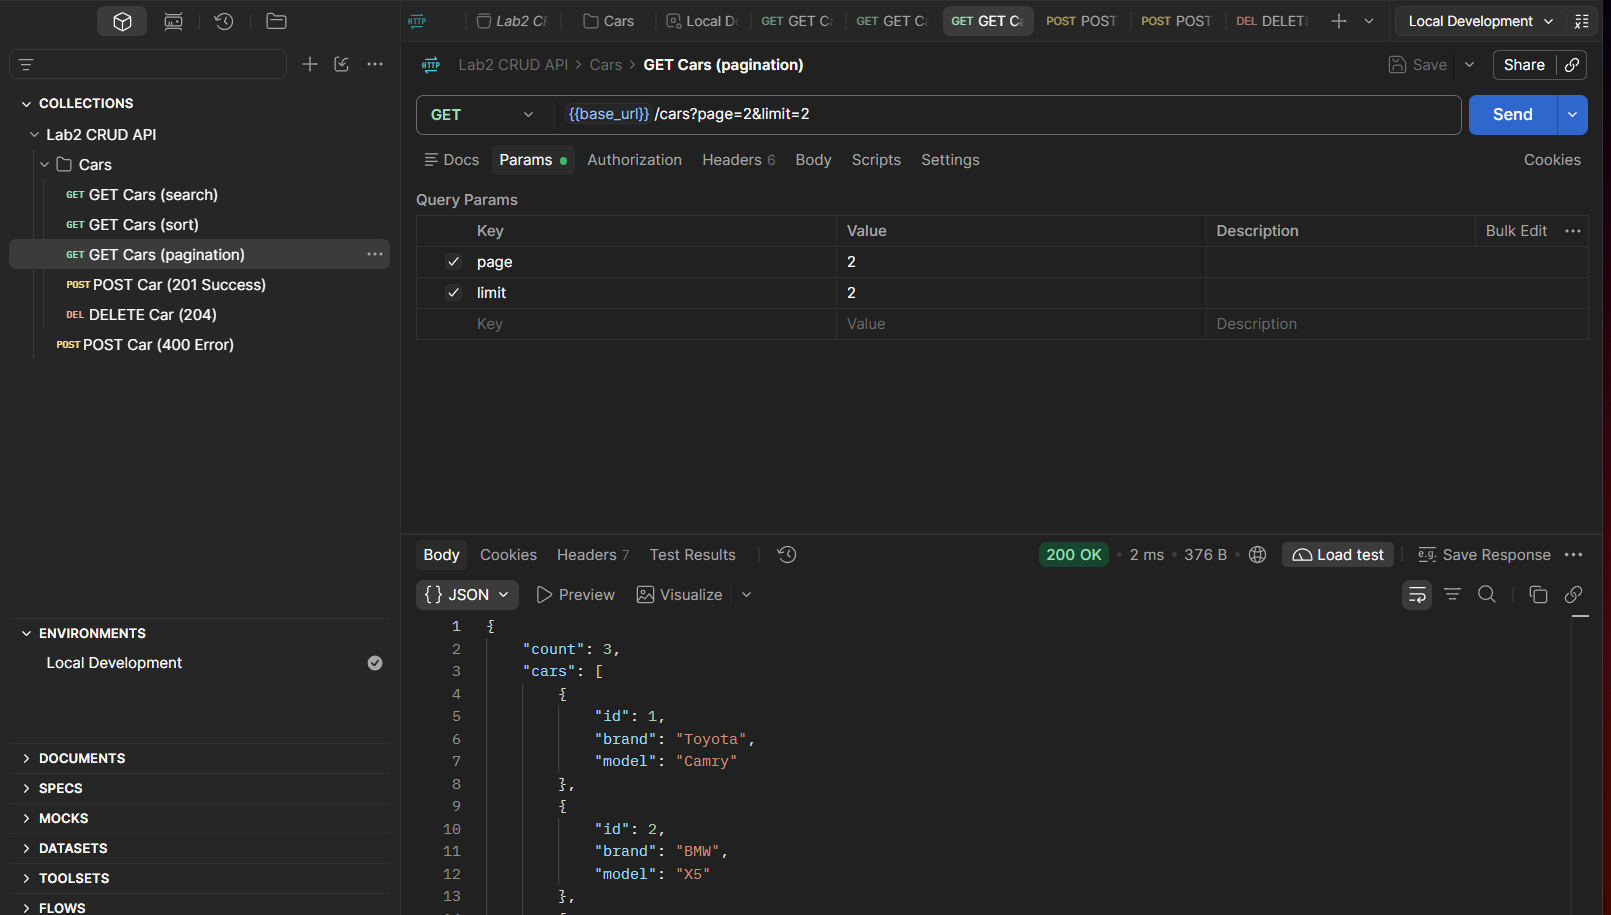 HTTP
Lab2 CF
Cars
Local D
GET GET C
GET GET C
GET GET C
POST POST
POST POST
DEL DELET
Local Development
HTTP Lab2 CRUD API > Cars > GET Cars (pagination)
Save
Share
COLLECTIONS
Lab2 CRUD API
Cars
GET GET Cars (search)
GET GET Cars (sort)
GET GET Cars (pagination)
POST POST Car (201 Success)
DEL DELETE Car (204)
POST POST Car (400 Error)
ENVIRONMENTS
Local Development
DOCUMENTS
SPECS
MOCKS
DATASETS
TOOLSETS
FLOWS
GET {{base_url}} /cars?page=2&limit=2
Send
Docs Params Authorization Headers 6 Body Scripts Settings Cookies
Query Params
Key Value Description Bulk Edit
page 2
limit 2
Key Value Description
Body Cookies Headers 7 Test Results
200 OK • 2 ms • 376 B •
Load test
e.g. Save Response
{} JSON Preview Visualize
1 {
2 "count": 3,
3 "cars": [
4 {
5 "id": 1,
6 "brand": "Toyota",
7 "model": "Camry"
8 },
9 {
10 "id": 2,
11 "brand": "BMW",
12 "model": "X5"
13 },